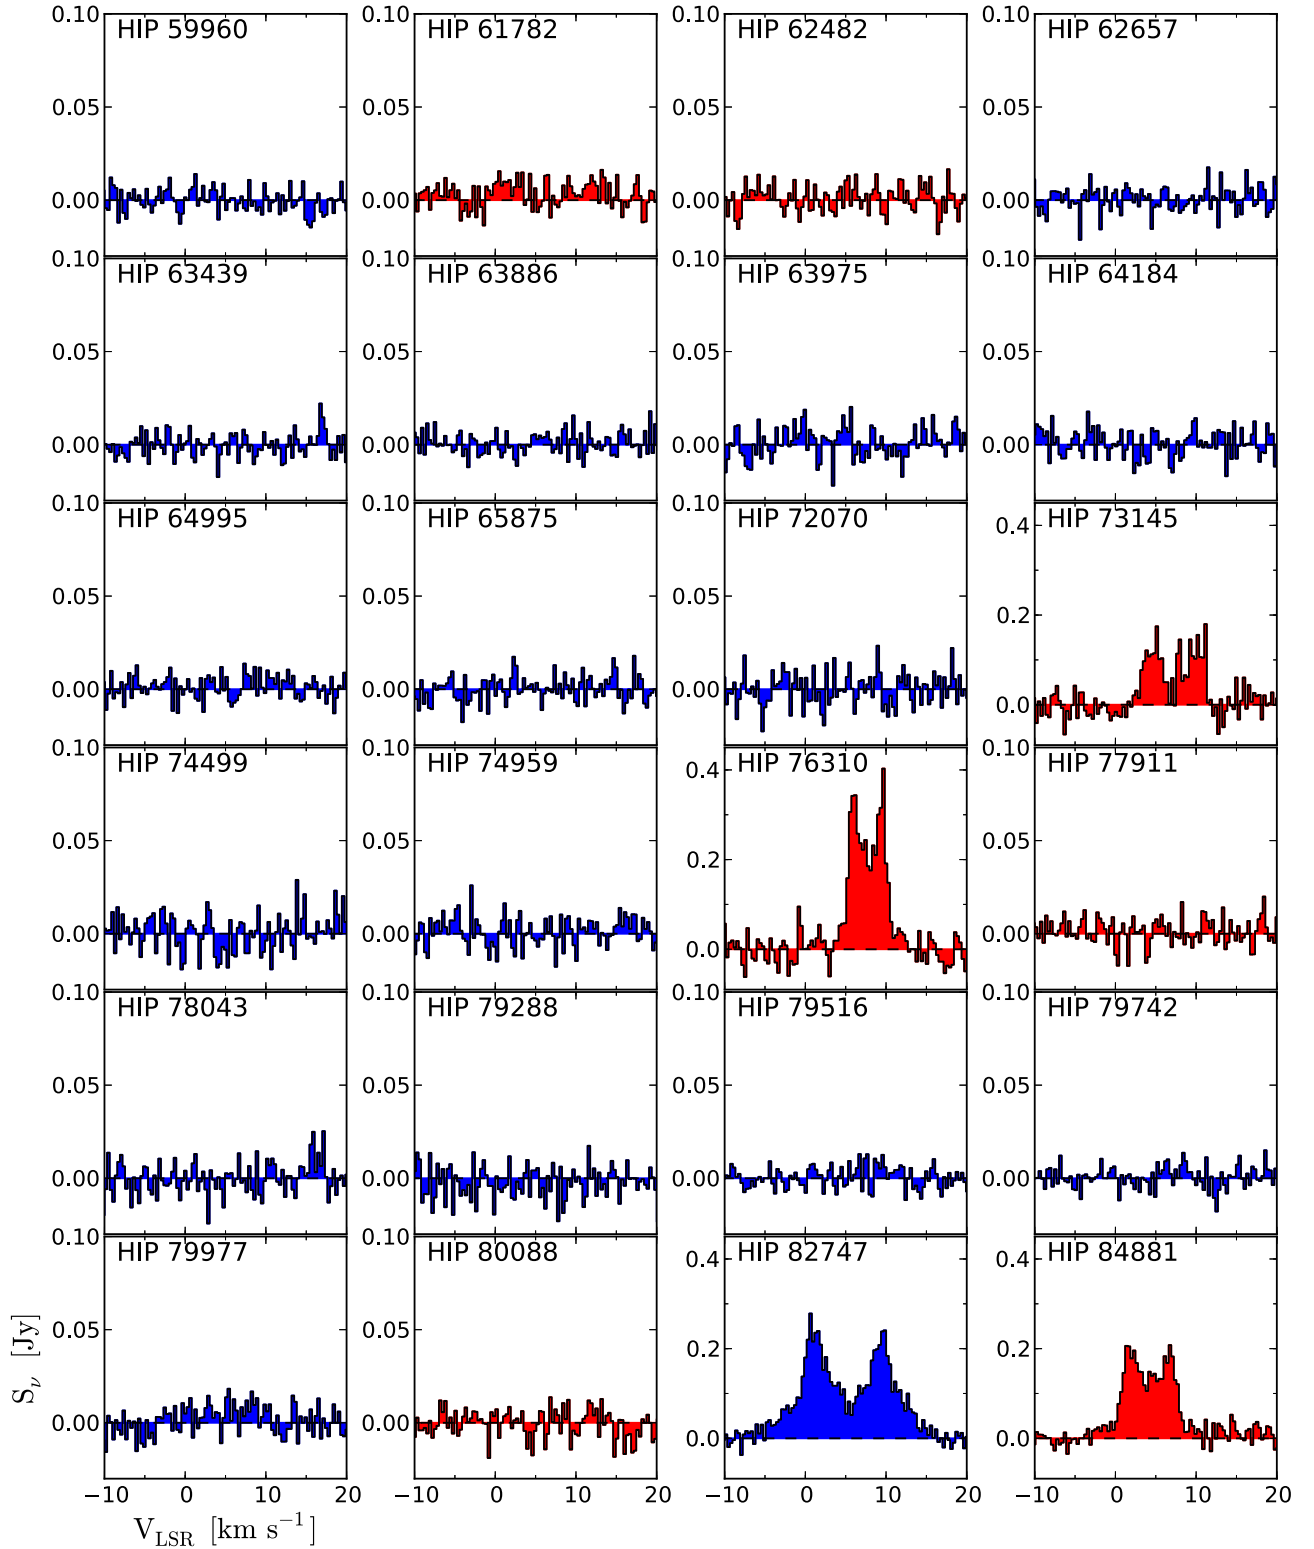 0.10 HIP 59960 0.10 HIP 61782 0.10 HIP 62482 0.10 HIP 62657
0.05 0.05 0.05 0.05
0.00 0.00 0.00 0.00
0.10 HIP 63439 0.10 HIP 63886 0.10 HIP 63975 0.10 HIP 64184
0.05 0.05 0.05 0.05
0.00 0.00 0.00 0.00
0.10 HIP 64995 0.10 HIP 65875 0.10 HIP 72070 0.4 HIP 73145
0.05 0.05 0.05 0.2
0.00 0.00 0.00 0.0
0.10 HIP 74499 0.10 HIP 74959 0.4 HIP 76310 0.10 HIP 77911
0.05 0.05 0.2 0.05
0.00 0.00 0.0 0.00
0.10 HIP 78043 0.10 HIP 79288 0.10 HIP 79516 0.10 HIP 79742
0.05 0.05 0.05 0.05
0.00 0.00 0.00 0.00
0.10 HIP 79977 0.10 HIP 80088 0.4 HIP 82747 0.4 HIP 84881
0.05 0.05 0.2 0.2
0.00 0.00 0.0 0.0
S_ν [Jy]
−10 0 10 20 −10 0 10 20 −10 0 10 20 −10 0 10 20
V_LSR [km s⁻¹]